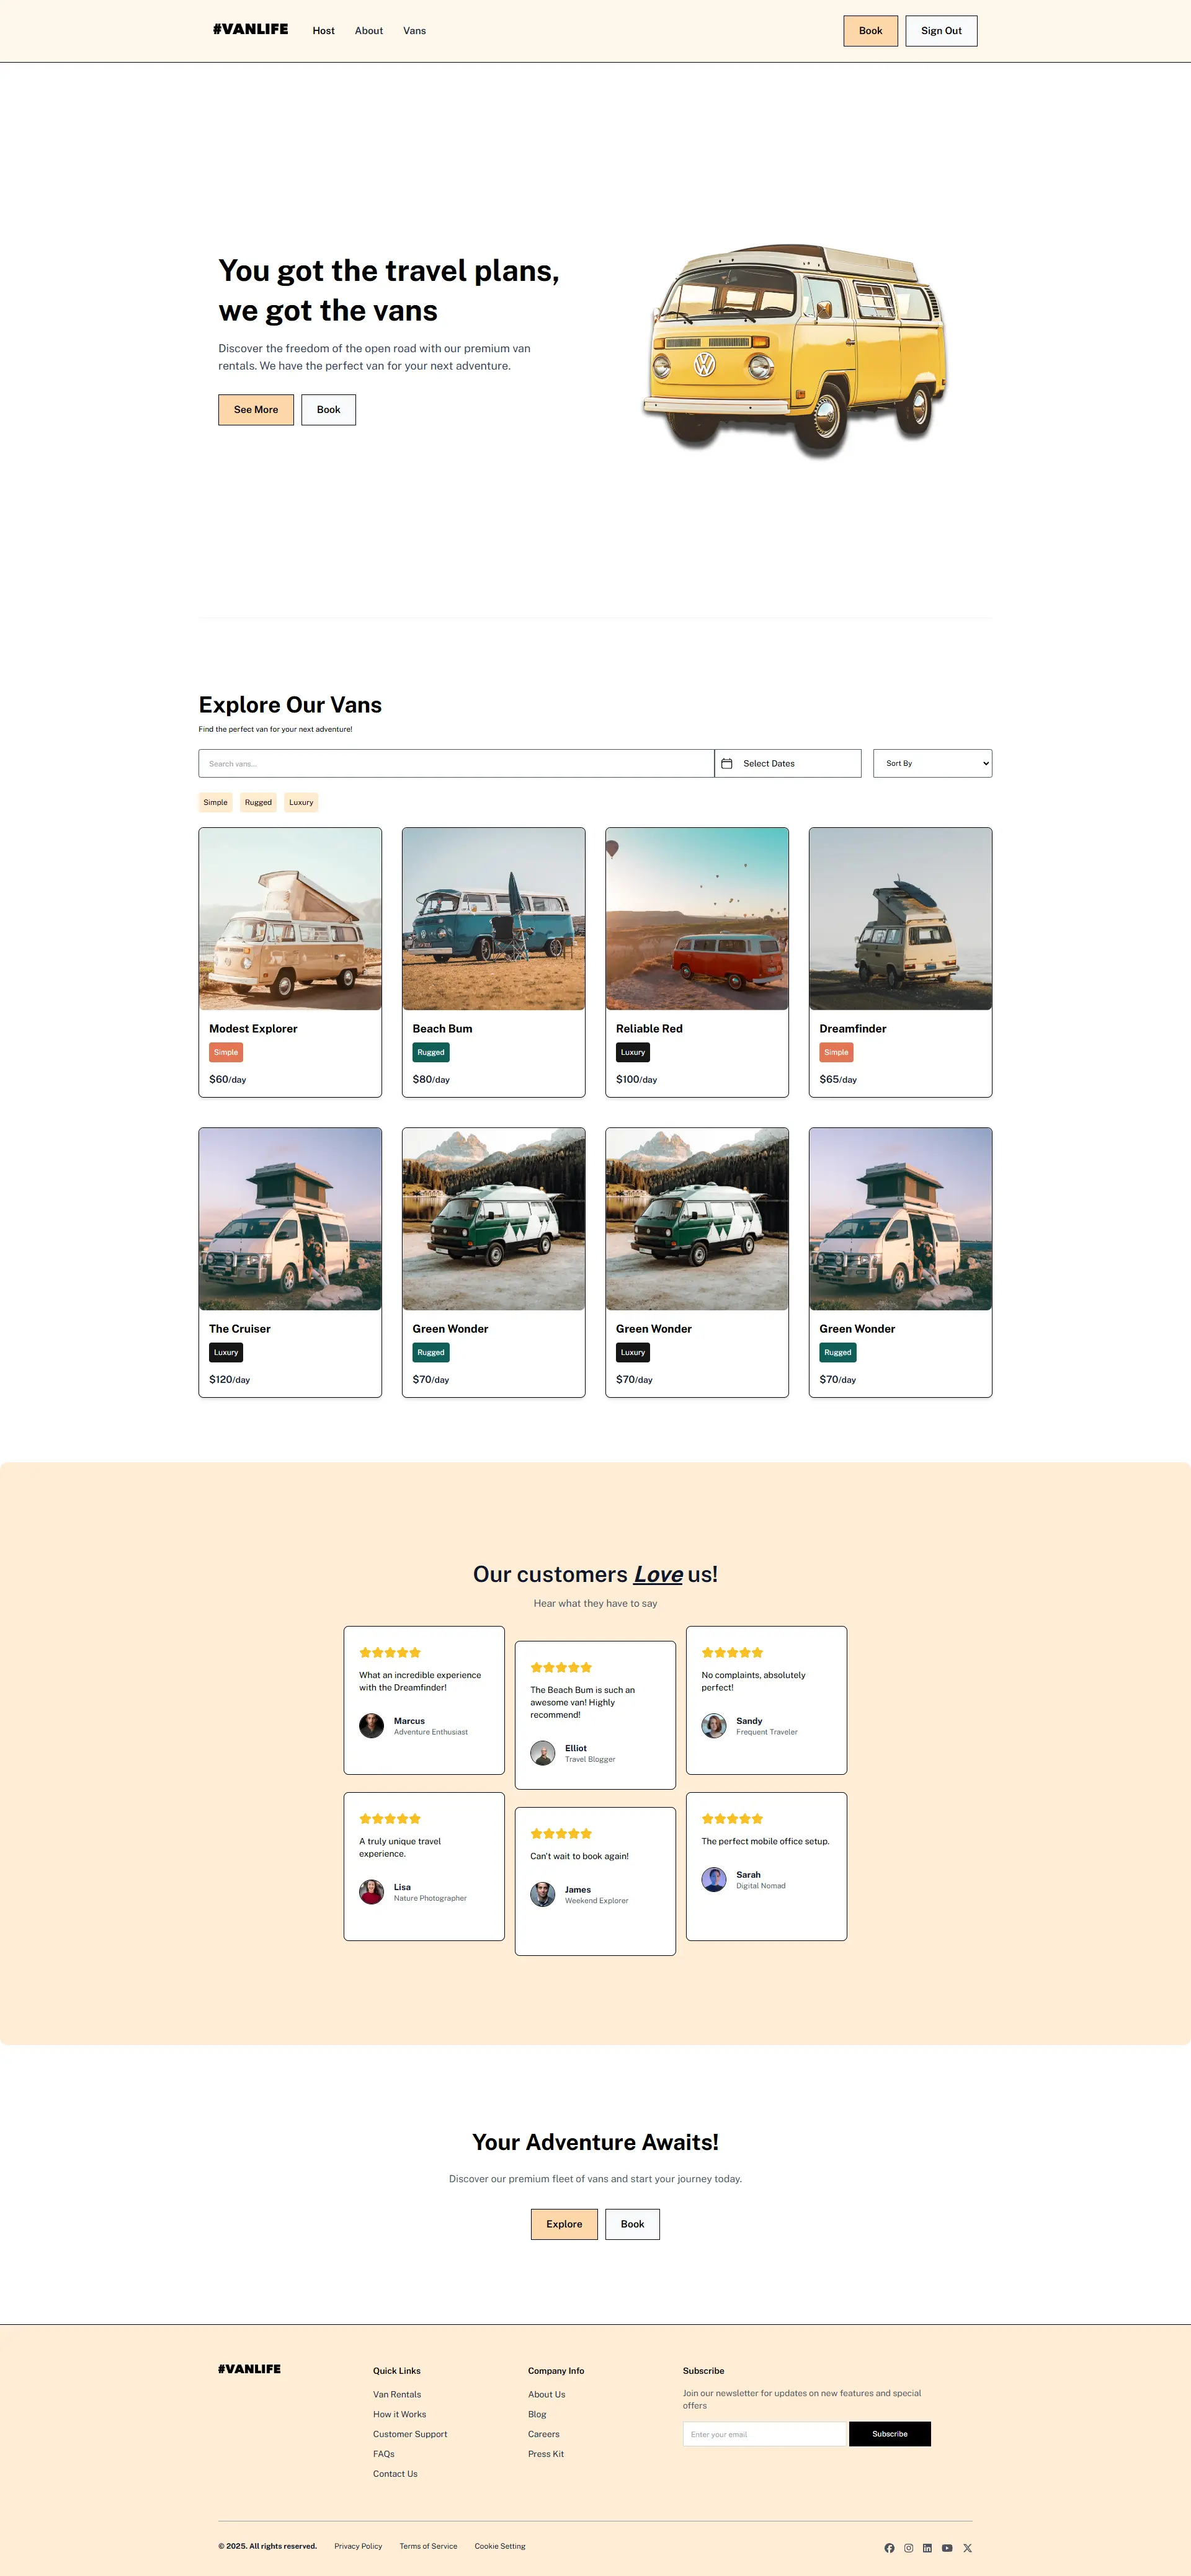 #VANLIFE
Host
About
Vans
Book
Sign Out
You got the travel plans,
we got the vans
Discover the freedom of the open road with our premium van
rentals. We have the perfect van for your next adventure.
See More
Book
Explore Our Vans
Find the perfect van for your next adventure!
Search vans...
Select Dates
Sort By
Simple
Rugged
Luxury
Modest Explorer
Simple
$60/day
Beach Bum
Rugged
$80/day
Reliable Red
Luxury
$100/day
Dreamfinder
Simple
$65/day
The Cruiser
Luxury
$120/day
Green Wonder
Rugged
$70/day
Green Wonder
Luxury
$70/day
Green Wonder
Rugged
$70/day
Our customers Love us!
Hear what they have to say
What an incredible experience
with the Dreamfinder!
Marcus
Adventure Enthusiast
The Beach Bum is such an
awesome van! Highly
recommend!
Elliot
Travel Blogger
No complaints, absolutely
perfect!
Sandy
Frequent Traveler
A truly unique travel
experience.
Lisa
Nature Photographer
Can't wait to book again!
James
Weekend Explorer
The perfect mobile office setup.
Sarah
Digital Nomad
Your Adventure Awaits!
Discover our premium fleet of vans and start your journey today.
Explore
Book
#VANLIFE
Quick Links
Van Rentals
How it Works
Customer Support
FAQs
Contact Us
Company Info
About Us
Blog
Careers
Press Kit
Subscribe
Join our newsletter for updates on new features and special
offers
Enter your email
Subscribe
© 2025. All rights reserved.
Privacy Policy
Terms of Service
Cookie Setting